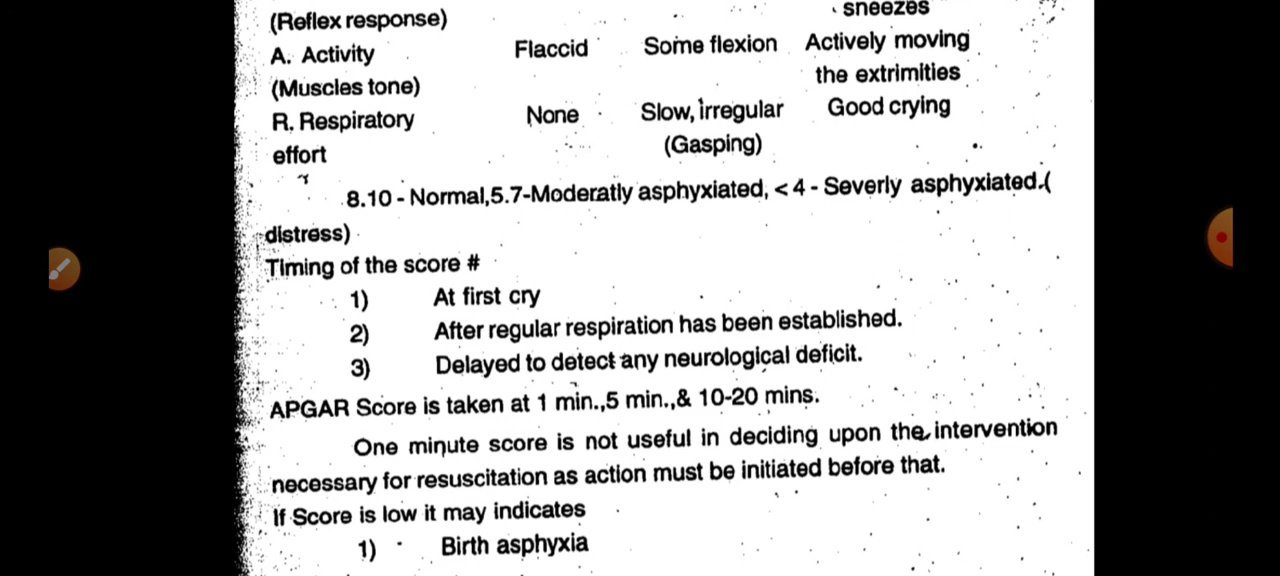 sneezes
(Reflex response)
A. Activity Flaccid Some flexion Actively moving
(Muscles tone) the extrimities
R. Respiratory None Slow, irregular Good crying
effort (Gasping)
8.10 - Normal,5.7-Moderatly asphyxiated, < 4 - Severly asphyxiated.(
distress)
Timing of the score #
1) At first cry
2) After regular respiration has been established.
3) Delayed to detect any neurological deficit.
APGAR Score is taken at 1 min.,5 min.,& 10-20 mins.
One minute score is not useful in deciding upon the intervention
necessary for resuscitation as action must be initiated before that.
If Score is low it may indicates
1) Birth asphyxia